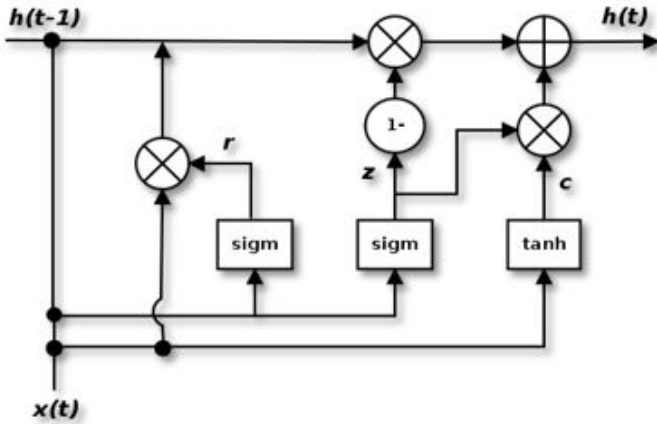 h(t-1)
h(t)
1-
r
z
c
sigm
sigm
tanh
x(t)